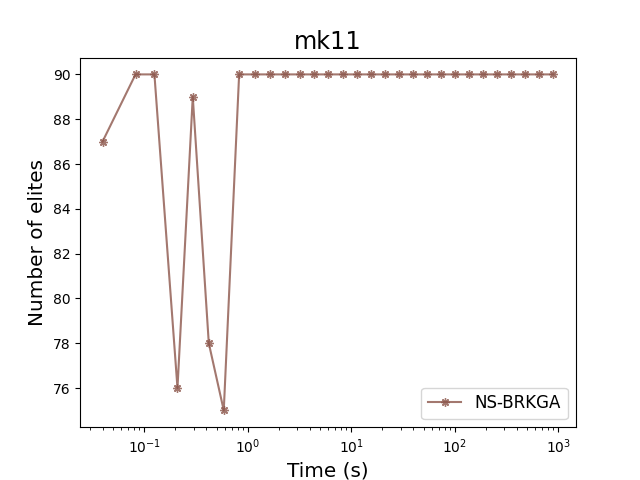 mk11
Number of elites
90
88
86
84
82
80
78
76
NS-BRKGA
10⁻¹ 10⁰ 10¹ 10² 10³
Time (s)